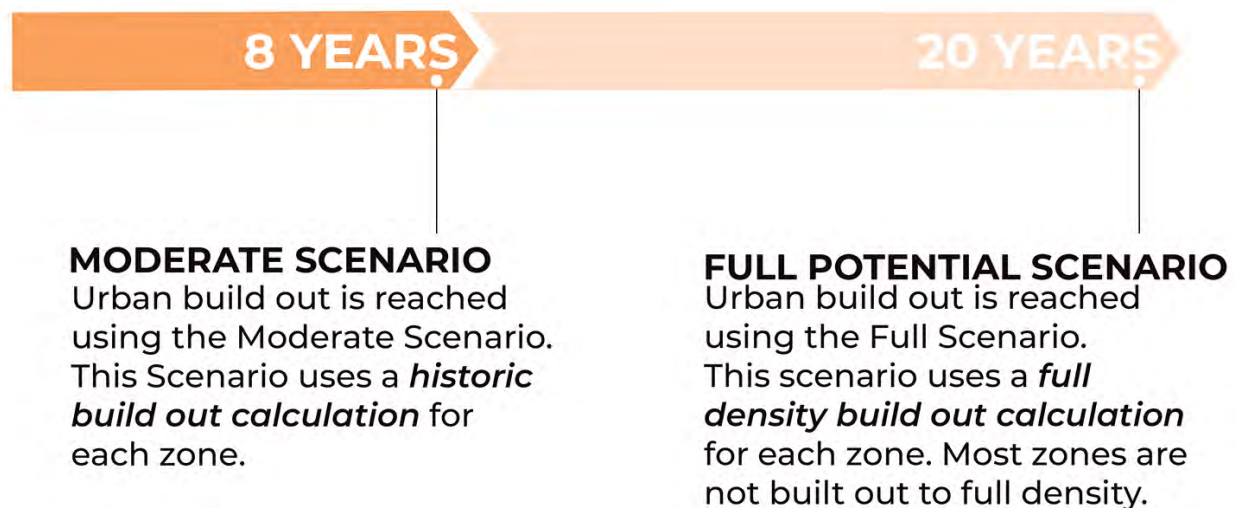 8 YEARS
20 YEARS
MODERATE SCENARIO
Urban build out is reached
using the Moderate Scenario.
This Scenario uses a historic
build out calculation for
each zone.
FULL POTENTIAL SCENARIO
Urban build out is reached
using the Full Scenario.
This scenario uses a full
density build out calculation
for each zone. Most zones are
not built out to full density.